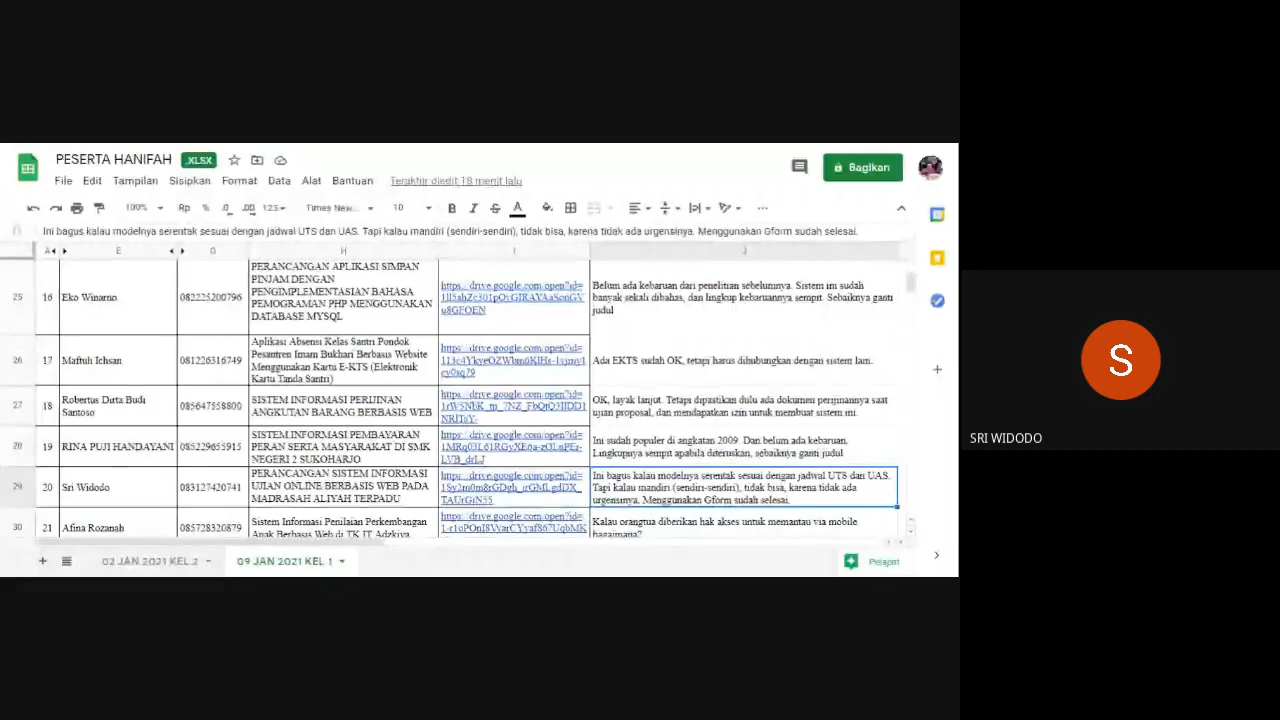 PESERTA HANIFAH .XLSX
File Edit Tampilan Sisipkan Format Data Alat Bantuan Terakhir diedit 18 menit lalu
Bagikan
100% Rp % .0 .00 123 Times New... 10 B I S A
Ini bagus kalau modelnya serentak sesuai dengan jadwal UTS dan UAS. Tapi kalau mandiri (sendiri-sendiri), tidak bisa, karena tidak ada urgensinya. Menggunakan Gform sudah selesai.
A E G H I J
25 16 Eko Winarno 082225200796
PERANCANGAN APLIKASI SIMPAN
PINJAM DENGAN
PENGIMPLEMENTASIAN BAHASA
PEMOGRAMAN PHP MENGGUNAKAN
DATABASE MYSQL
Belum ada kebaruan dari penelitian sebelumnya. Sistem ini sudah
banyak sekali dibahas, dan lingkup kebaruannya sempit. Sebaiknya ganti
judul
26 17 Maftuh Ichsan 081226316749
Aplikasi Absensi Kelas Santri Pondok
Pesantren Imam Bukhari Berbasis Website
Menggunakan Kartu E-KTS (Elektronik
Kartu Tanda Santri)
Ada EKTS sudah OK, tetapi harus dihubungkan dengan sistem lam.
27 18 Robertus Dirta Budi
Santoso
085647558800
SISTEM INFORMASI PERIJINAN
ANGKUTAN BARANG BERBASIS WEB
OK, layak lanjut. Tetapi dipastikan dulu ada dokumen perijinannya saat
ujian proposal, dan mendapatkan izin untuk membuat sistem ini.
28 19 RINA PUJI HANDAYANI 085229655915
SISTEM INFORMASI PEMBAYARAN
PERAN SERTA MASYARAKAT DI SMK
NEGERI 2 SUKOHARJO
Ini sudah populer di angkatan 2009. Dan belum ada kebaruan,
Lingkupnya sempit apabila diteruskan, sebaiknya ganti judul
29 20 Sri Widodo 083127420741
PERANCANGAN SISTEM INFORMASI
UJIAN ONLINE BERBASIS WEB PADA
MADRASAH ALIYAH TERPADU
Ini bagus kalau modelnya serentak sesuai dengan jadwal UTS dan UAS.
Tapi kalau mandiri (sendiri-sendiri), tidak bisa, karena tidak ada
urgensinya. Menggunakan Gform sudah selesai.
30 21 Afina Rozanah 085728320879
Sistem Informasi Penilaian Perkembangan
Anak Berbasis Web di TK IT Adzkiya
Kalau orangtua diberikan hak akses untuk memantau via mobile
bagaimana?
02 JAN 2021 KEL 2 09 JAN 2021 KEL 1
Pelajari
S
SRI WIDODO